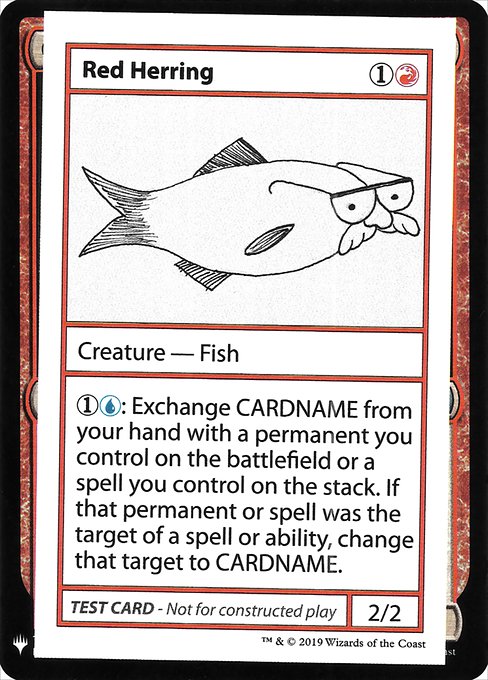 Red Herring
1
Creature — Fish
1: Exchange CARDNAME from
your hand with a permanent you
control on the battlefield or a
spell you control on the stack. If
that permanent or spell was the
target of a spell or ability, change
that target to CARDNAME.
TEST CARD - Not for constructed play
2/2
™ & © 2019 Wizards of the Coast